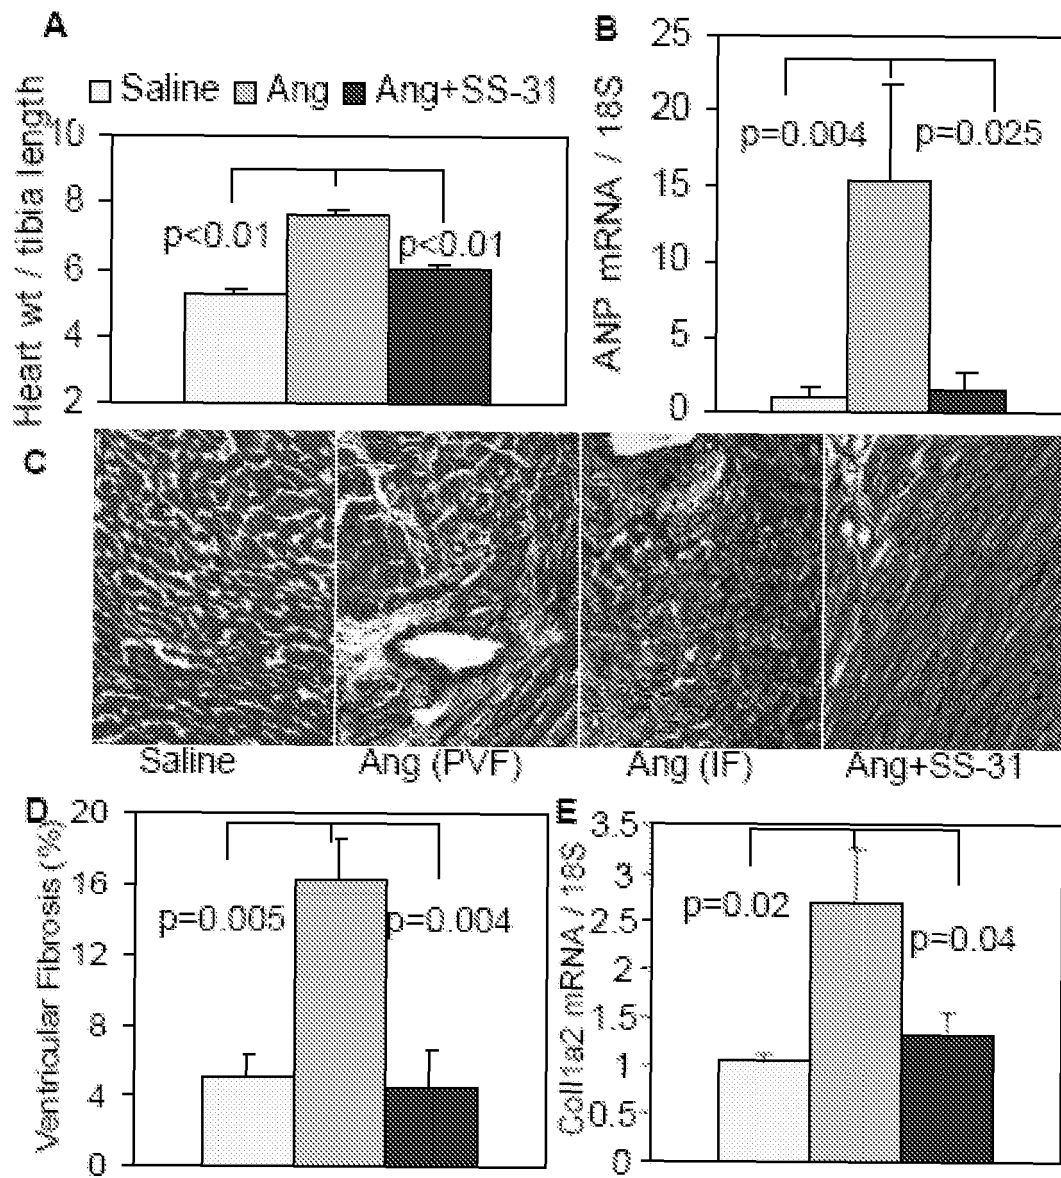 A
Saline Ang Ang+SS-31
Heart wt / tibia length
10
8
6
4
2
p<0.01
p<0.01
B
ANP mRNA / 18S
25
20
15
10
5
0
p=0.004
p=0.025
C
Saline
Ang (PVF)
Ang (IF)
Ang+SS-31
D
Ventricular Fibrosis (%)
20
16
12
8
4
0
p=0.005
p=0.004
E
Coll1a2 mRNA / 18S
3.5
3
2.5
2
1.5
1
0.5
0
p=0.02
p=0.04